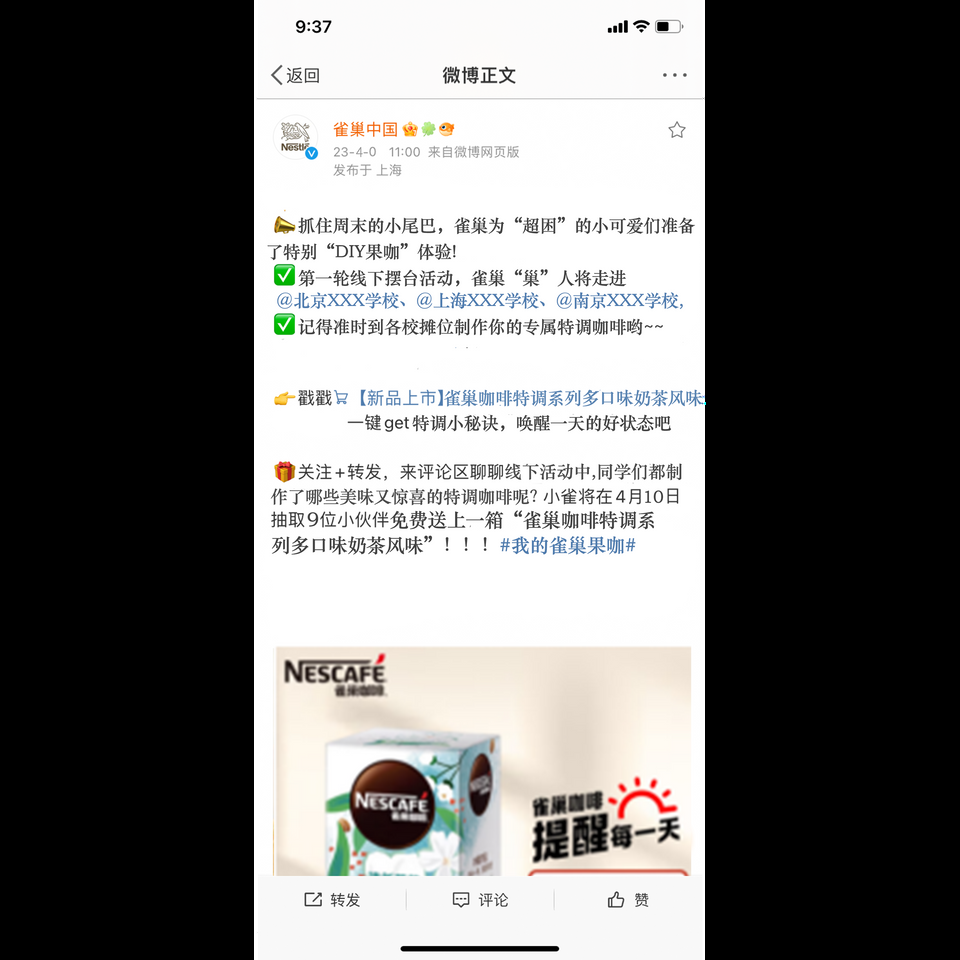 9:37
返回
微博正文
雀巢中国
Nestlé
23-4-0 11:00 来自微博网页版
发布于 上海
抓住周末的小尾巴，雀巢为“超困”的小可爱们准备
了特别“DIY果咖”体验!
第一轮线下摆台活动，雀巢“巢”人将走进
@北京XXX学校、@上海XXX学校、@南京XXX学校,
记得准时到各校摊位制作你的专属特调咖啡哟~~
戳戳【新品上市】雀巢咖啡特调系列多口味奶茶风味
一键get特调小秘诀，唤醒一天的好状态吧
关注+转发，来评论区聊聊线下活动中,同学们都制
作了哪些美味又惊喜的特调咖啡呢? 小雀将在4月10日
抽取9位小伙伴免费送上一箱“雀巢咖啡特调系
列多口味奶茶风味”！！！#我的雀巢果咖#
NESCAFÉ
雀巢咖啡
NESCAFÉ
雀巢咖啡
雀巢咖啡
提醒每一天
转发
评论
赞